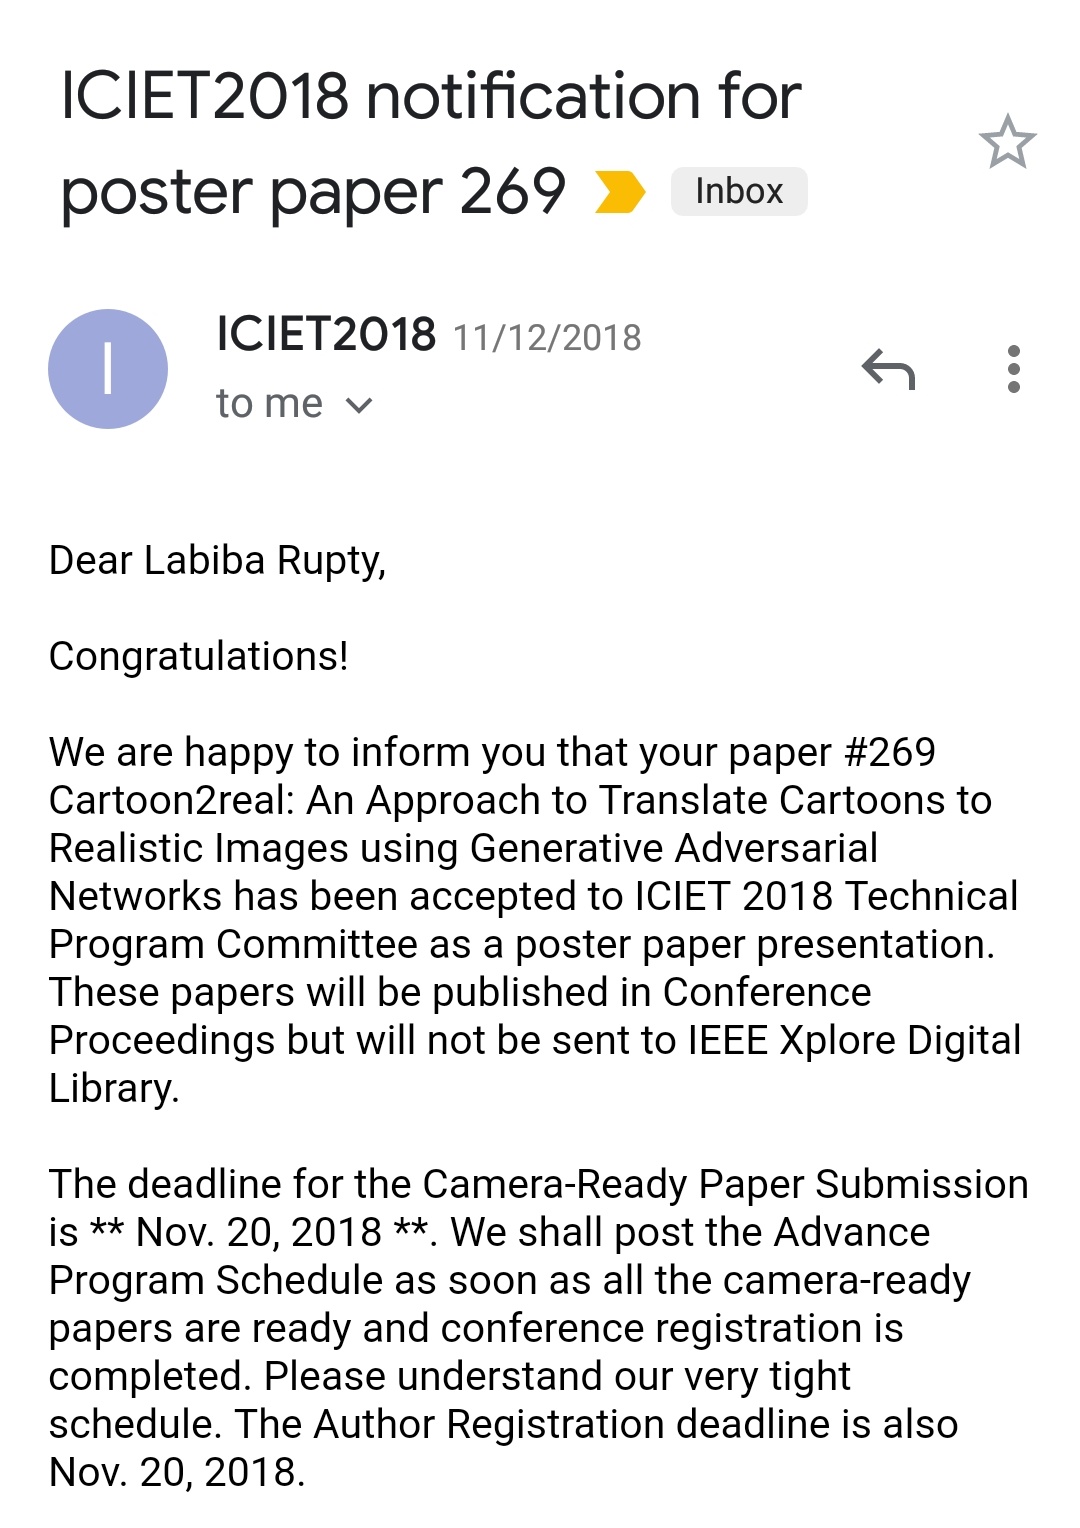 ICIET2018 notification for
poster paper 269 Inbox
I
ICIET2018 11/12/2018
to me
Dear Labiba Rupty,
Congratulations!
We are happy to inform you that your paper #269
Cartoon2real: An Approach to Translate Cartoons to
Realistic Images using Generative Adversarial
Networks has been accepted to ICIET 2018 Technical
Program Committee as a poster paper presentation.
These papers will be published in Conference
Proceedings but will not be sent to IEEE Xplore Digital
Library.
The deadline for the Camera-Ready Paper Submission
is ** Nov. 20, 2018 **. We shall post the Advance
Program Schedule as soon as all the camera-ready
papers are ready and conference registration is
completed. Please understand our very tight
schedule. The Author Registration deadline is also
Nov. 20, 2018.